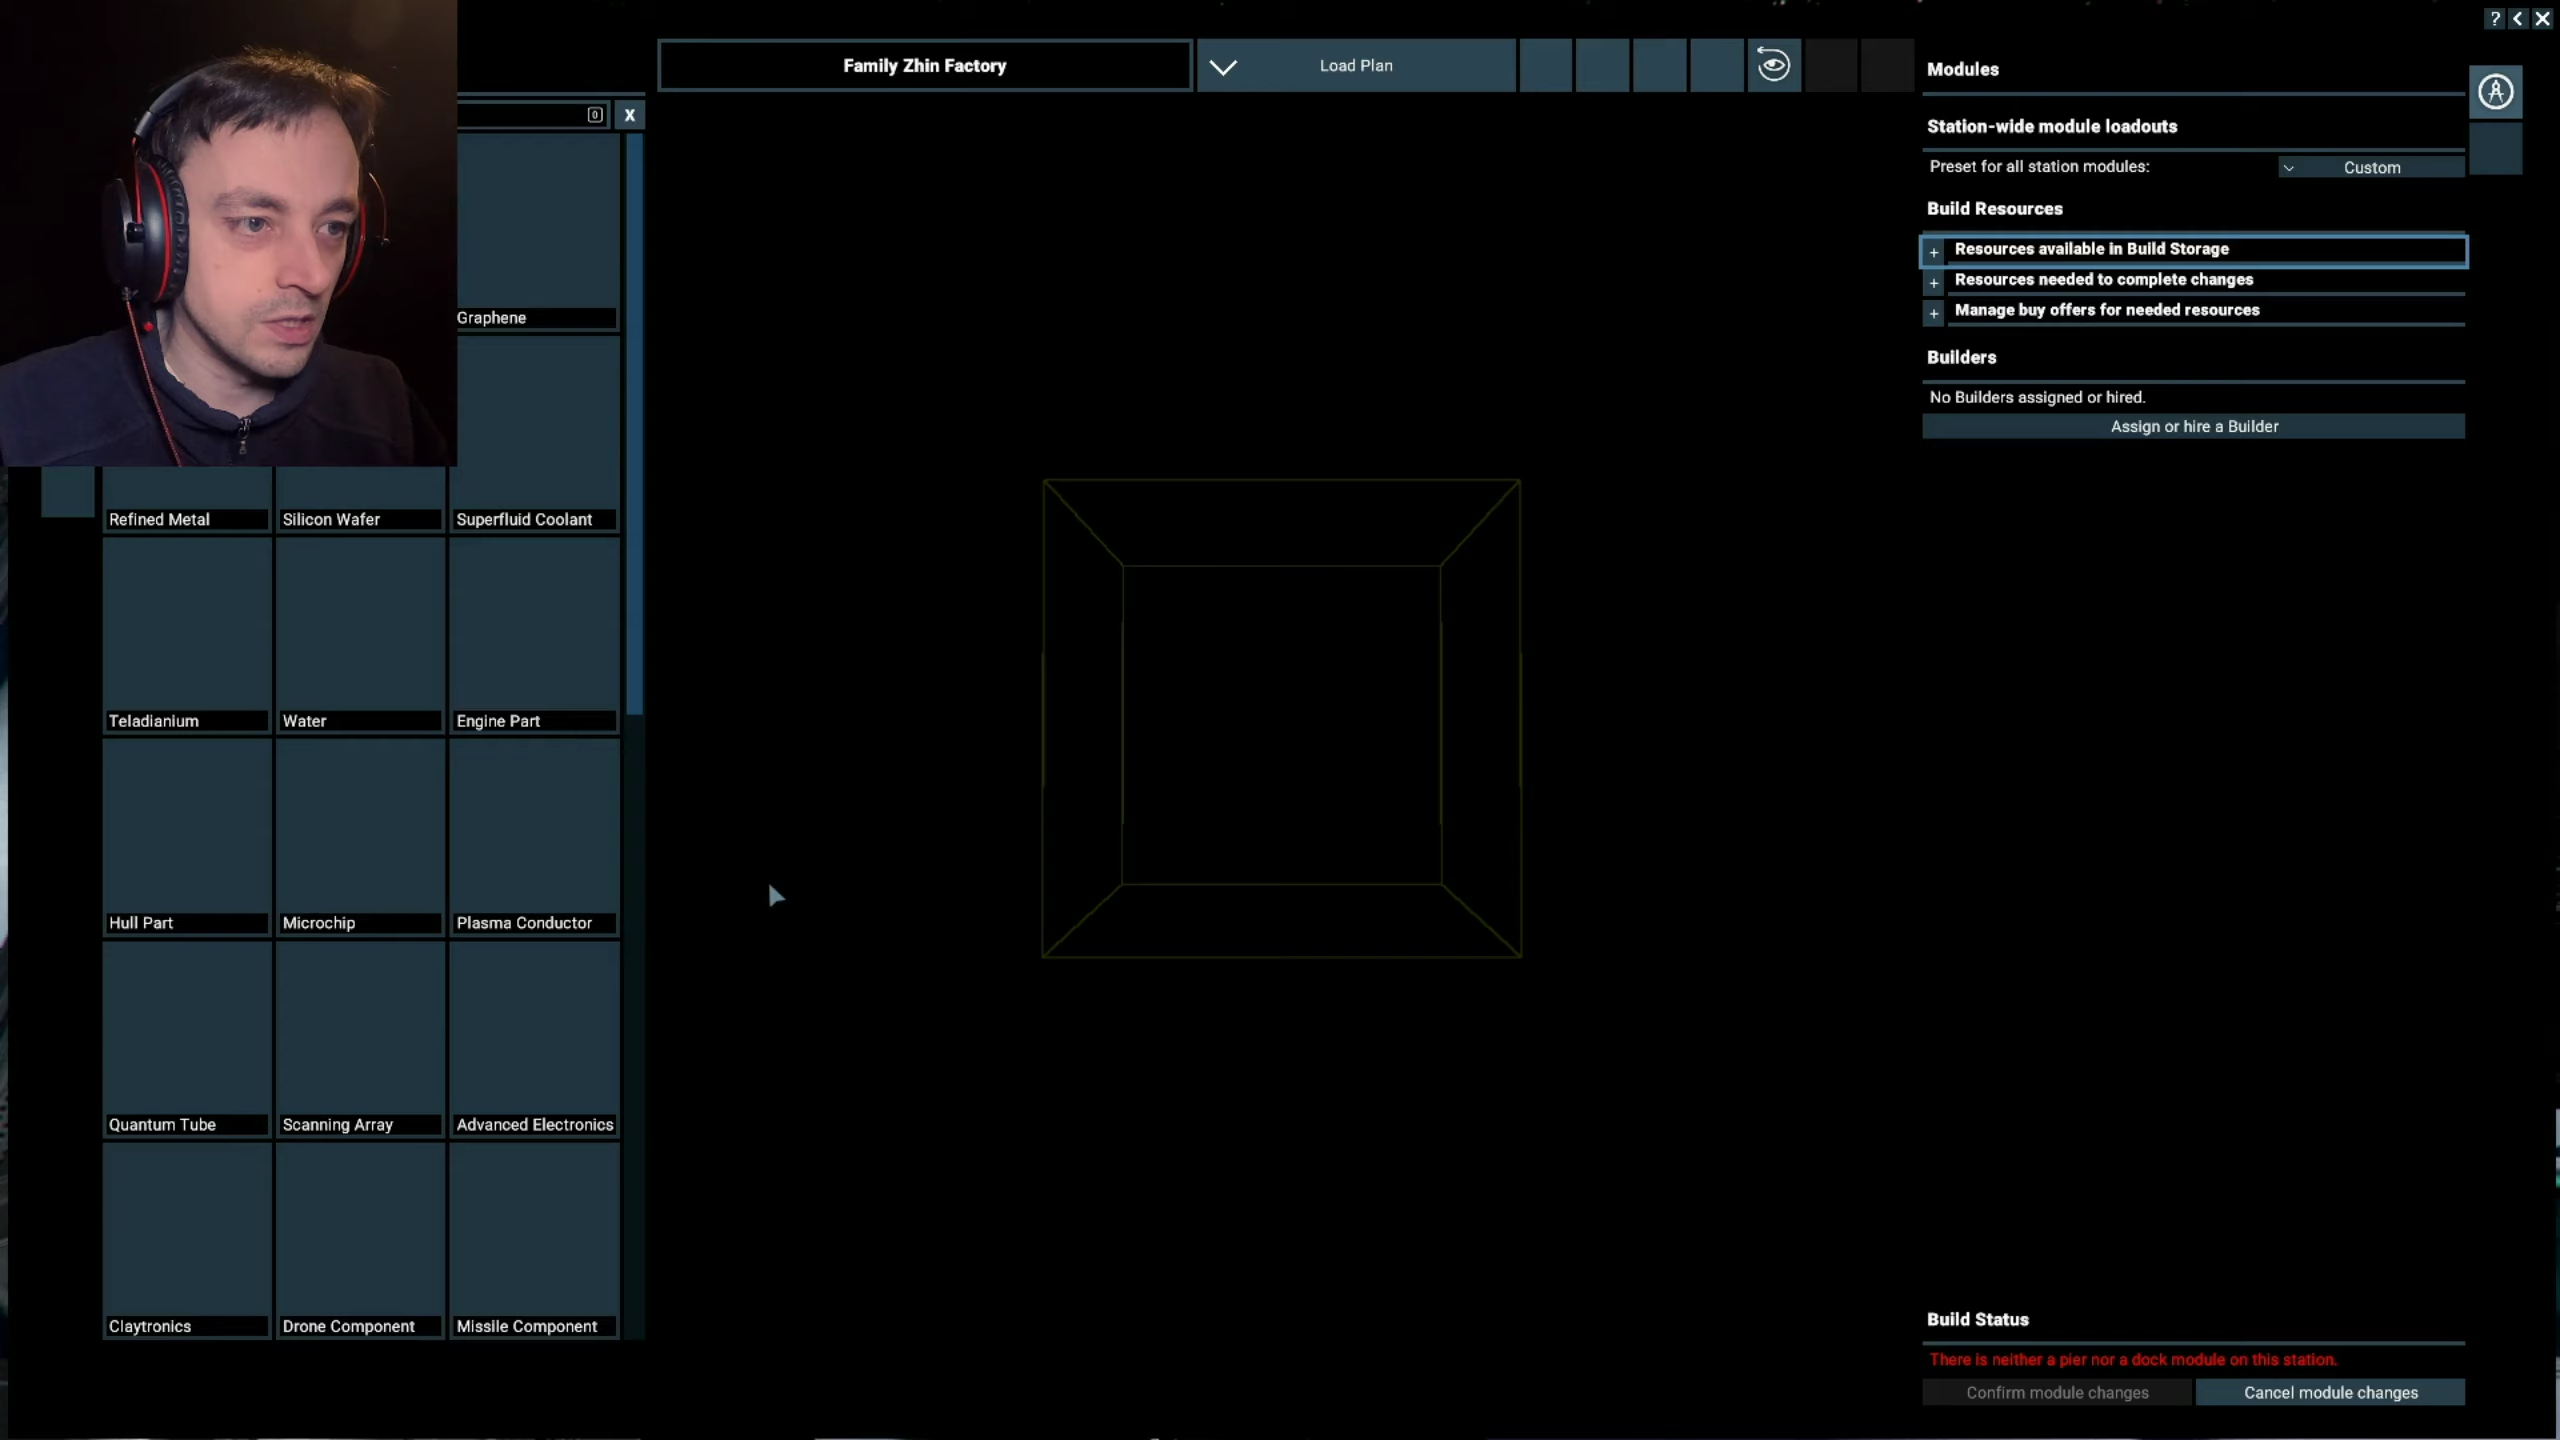 Family Zhin Factory
Load Plan
?
X
Graphene
Refined Metal
Silicon Wafer
Superfluid Coolant
Teladianium
Water
Engine Part
Hull Part
Microchip
Plasma Conductor
Quantum Tube
Scanning Array
Advanced Electronics
Claytronics
Drone Component
Missile Component
Modules
Station-wide module loadouts
Preset for all station modules:
Custom
Build Resources
+ Resources available in Build Storage
+ Resources needed to complete changes
+ Manage buy offers for needed resources
Builders
No Builders assigned or hired.
Assign or hire a Builder
Build Status
There is neither a pier nor a dock module on this station.
Confirm module changes
Cancel module changes